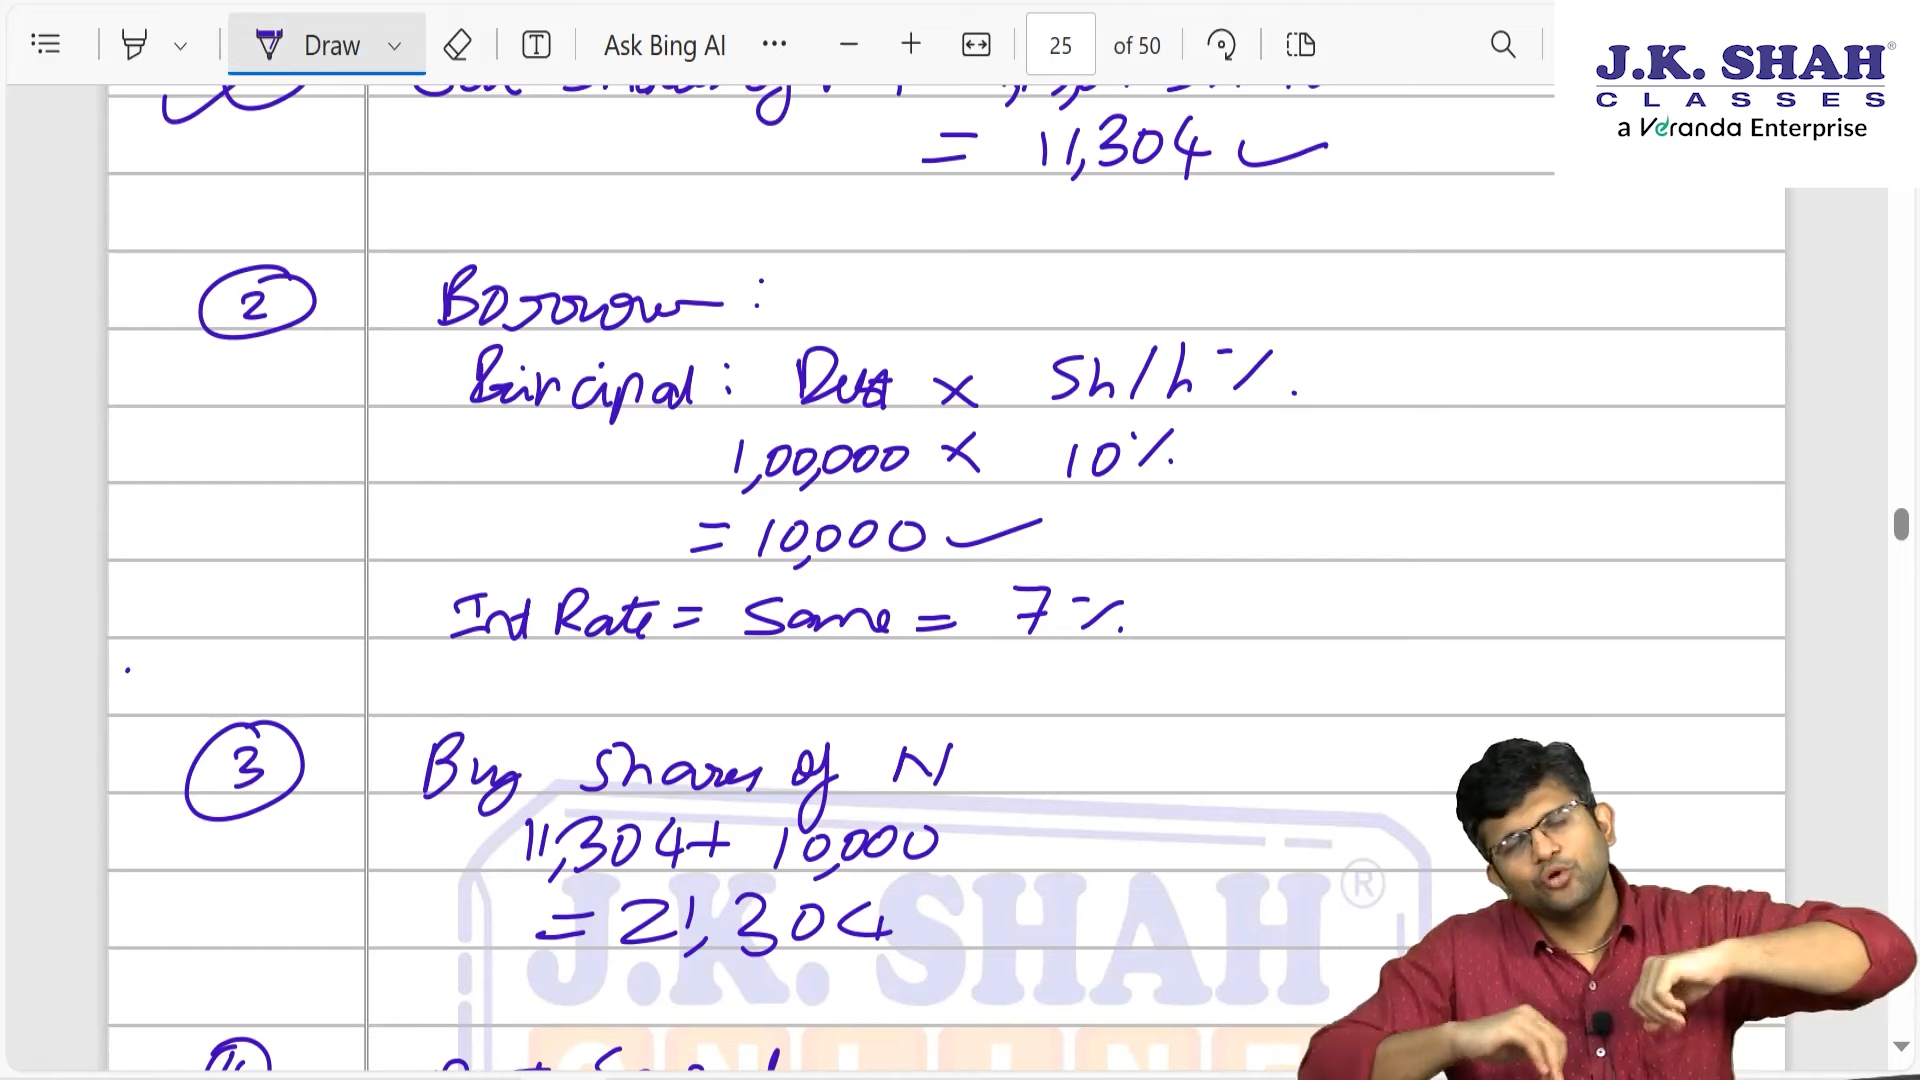 Draw
Ask Bing AI
25 of 50
J.K. SHAH®
CLASSES
a Veranda Enterprise
= 11,304
2 Borrow :
Principal : Debt × Sh/h %.
1,00,000 × 10%.
= 10,000
Int Rate = Same = 7%.
3 Buy Shares of N
11,304 + 10,000
= 21,304
J.K. SHAH®
ONLINE